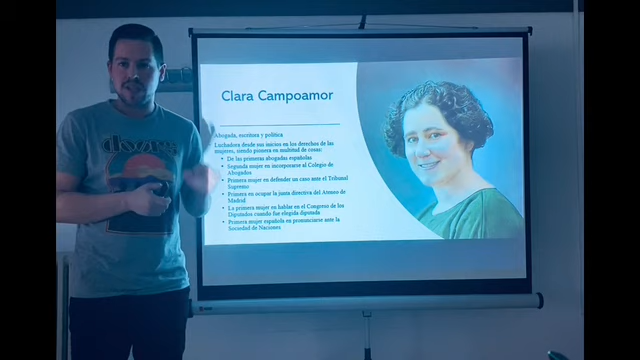 Clara Campoamor
Abogada, escritora y política
Luchadora desde sus inicios en los derechos de las
mujeres, siendo pionera en multitud de cosas:
• De las primeras abogadas españolas
• Segunda mujer en incorporarse al Colegio de
Abogados
• Primera mujer en defender un caso ante el Tribunal
Supremo
• Primera en ocupar la junta directiva del Ateneo de
Madrid
• La primera mujer en hablar en el Congreso de los
Diputados cuando fue elegida diputada
• Primera mujer española en pronunciarse ante la
Sociedad de Naciones
the
Doors